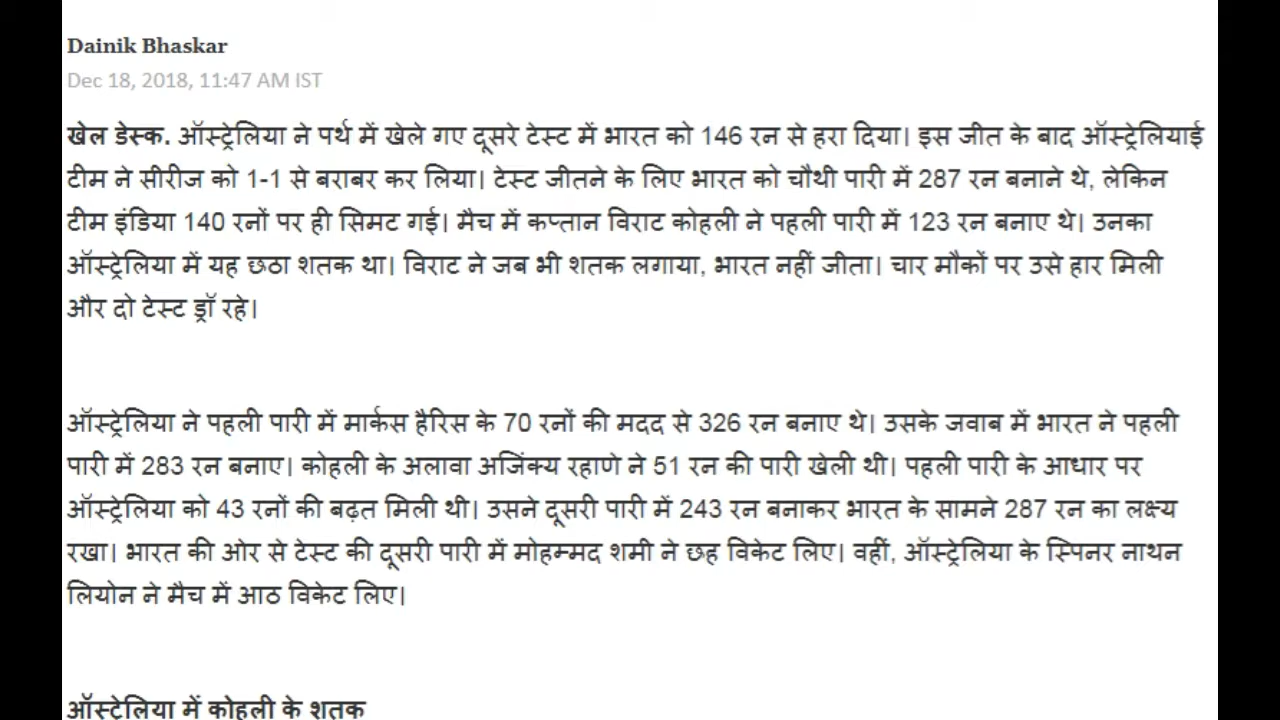 Dainik Bhaskar
Dec 18, 2018, 11:47 AM IST
खेल डेस्क. ऑस्ट्रेलिया ने पर्थ में खेले गए दूसरे टेस्ट में भारत को 146 रन से हरा दिया। इस जीत के बाद ऑस्ट्रेलियाई
टीम ने सीरीज को 1-1 से बराबर कर लिया। टेस्ट जीतने के लिए भारत को चौथी पारी में 287 रन बनाने थे, लेकिन
टीम इंडिया 140 रनों पर ही सिमट गई। मैच में कप्तान विराट कोहली ने पहली पारी में 123 रन बनाए थे। उनका
ऑस्ट्रेलिया में यह छठा शतक था। विराट ने जब भी शतक लगाया, भारत नहीं जीता। चार मौकों पर उसे हार मिली
और दो टेस्ट ड्रॉ रहे।
ऑस्ट्रेलिया ने पहली पारी में मार्कस हैरिस के 70 रनों की मदद से 326 रन बनाए थे। उसके जवाब में भारत ने पहली
पारी में 283 रन बनाए। कोहली के अलावा अजिंक्य रहाणे ने 51 रन की पारी खेली थी। पहली पारी के आधार पर
ऑस्ट्रेलिया को 43 रनों की बढ़त मिली थी। उसने दूसरी पारी में 243 रन बनाकर भारत के सामने 287 रन का लक्ष्य
रखा। भारत की ओर से टेस्ट की दूसरी पारी में मोहम्मद शमी ने छह विकेट लिए। वहीं, ऑस्ट्रेलिया के स्पिनर नाथन
लियोन ने मैच में आठ विकेट लिए।
ऑस्ट्रेलिया में कोहली के शतक